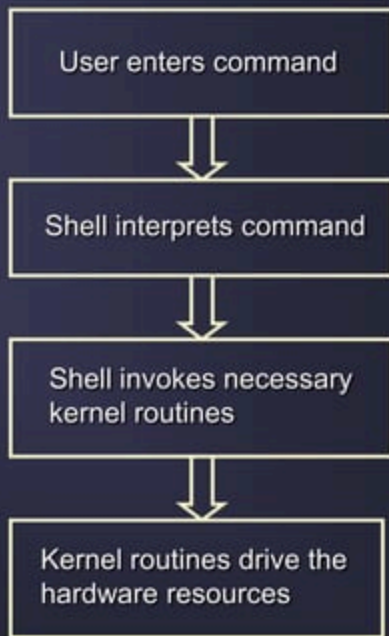 User enters command
Shell interprets command
Shell invokes necessary
kernel routines
Kernel routines drive the
hardware resources